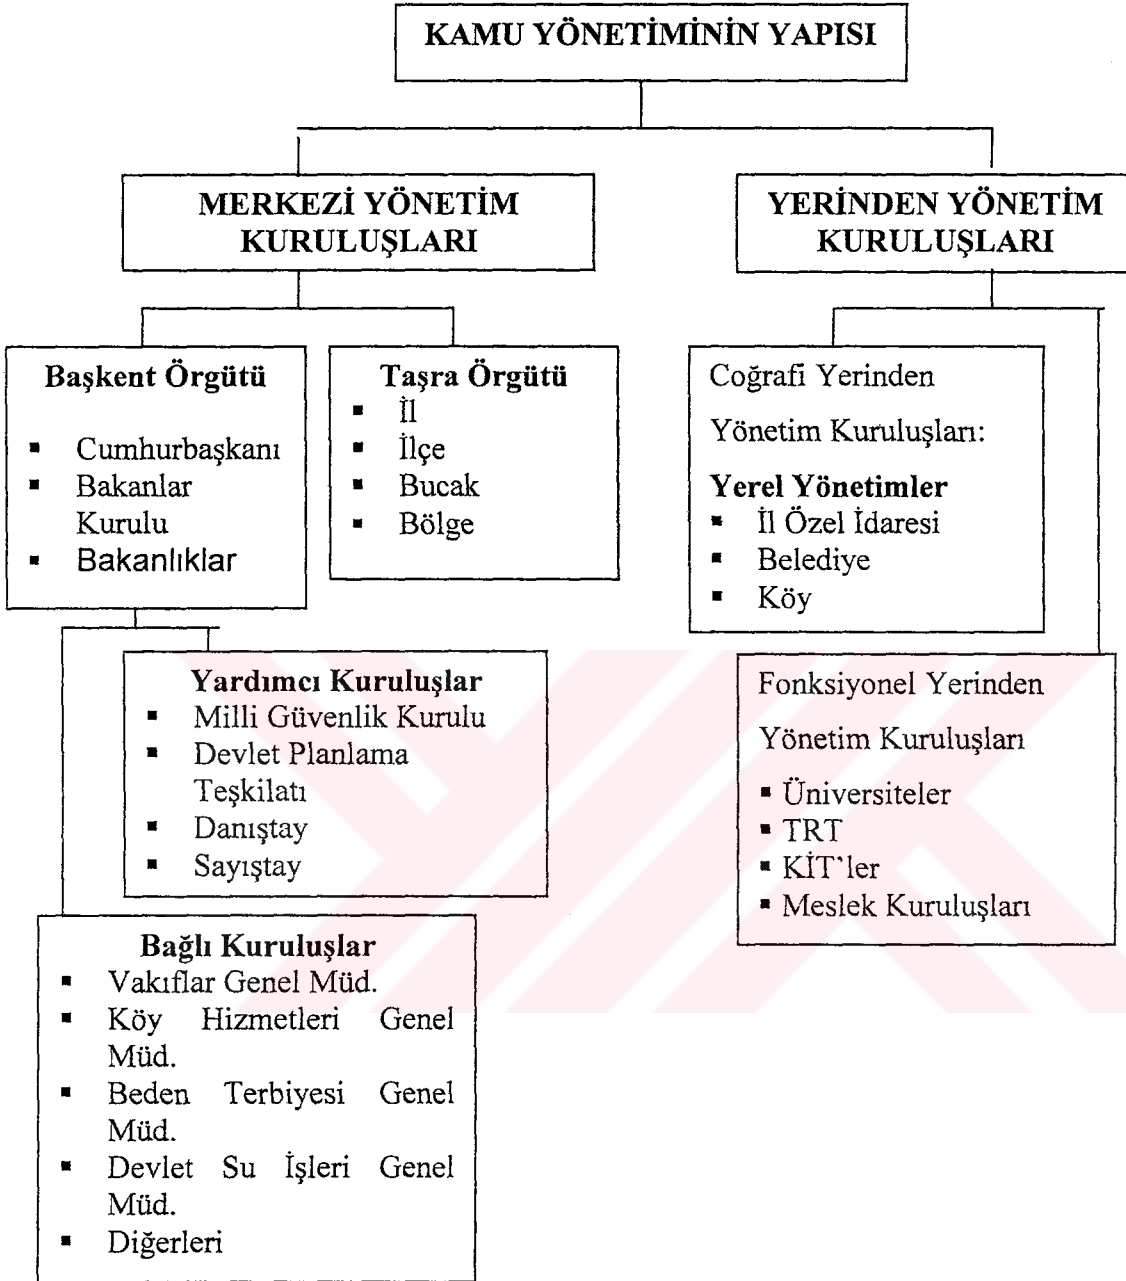 KAMU YÖNETİMİNİN YAPISI
MERKEZİ YÖNETİM
KURULUŞLARI
YERİNDEN YÖNETİM
KURULUŞLARI
Başkent Örgütü
▪ Cumhurbaşkanı
▪ Bakanlar
Kurulu
▪ Bakanlıklar
Taşra Örgütü
▪ İl
▪ İlçe
▪ Bucak
▪ Bölge
Coğrafi Yerinden
Yönetim Kuruluşları:
Yerel Yönetimler
▪ İl Özel İdaresi
▪ Belediye
▪ Köy
Yardımcı Kuruluşlar
▪ Milli Güvenlik Kurulu
▪ Devlet Planlama
Teşkilatı
▪ Danıştay
▪ Sayıştay
Fonksiyonel Yerinden
Yönetim Kuruluşları
▪ Üniversiteler
▪ TRT
▪ KİT'ler
▪ Meslek Kuruluşları
Bağlı Kuruluşlar
▪ Vakıflar Genel Müd.
▪ Köy Hizmetleri Genel
Müd.
▪ Beden Terbiyesi Genel
Müd.
▪ Devlet Su İşleri Genel
Müd.
▪ Diğerleri